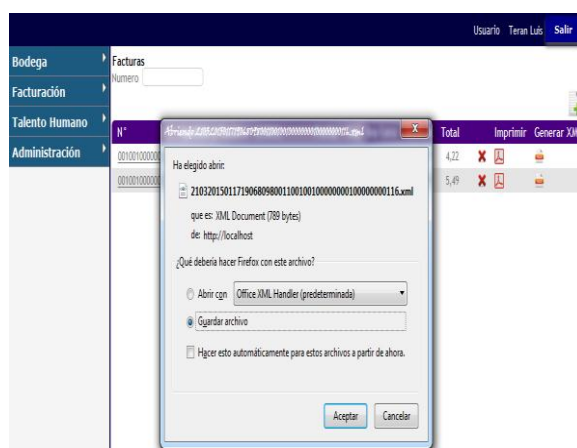 Usuario Teran Luis Salir
Bodega
Facturación
Talento Humano
Administración
Facturas
Numero
N° Total Imprimir Generar XM
001001000000 4,22
001001000000 5,49
Ha elegido abrir:
que es: XML Document (789 bytes)
de: http://localhost
¿Qué debería hacer Firefox con este archivo?
Abrir con Office XML Handler (predeterminada)
Guardar archivo
Hacer esto automáticamente para estos archivos a partir de ahora.
Aceptar Cancelar